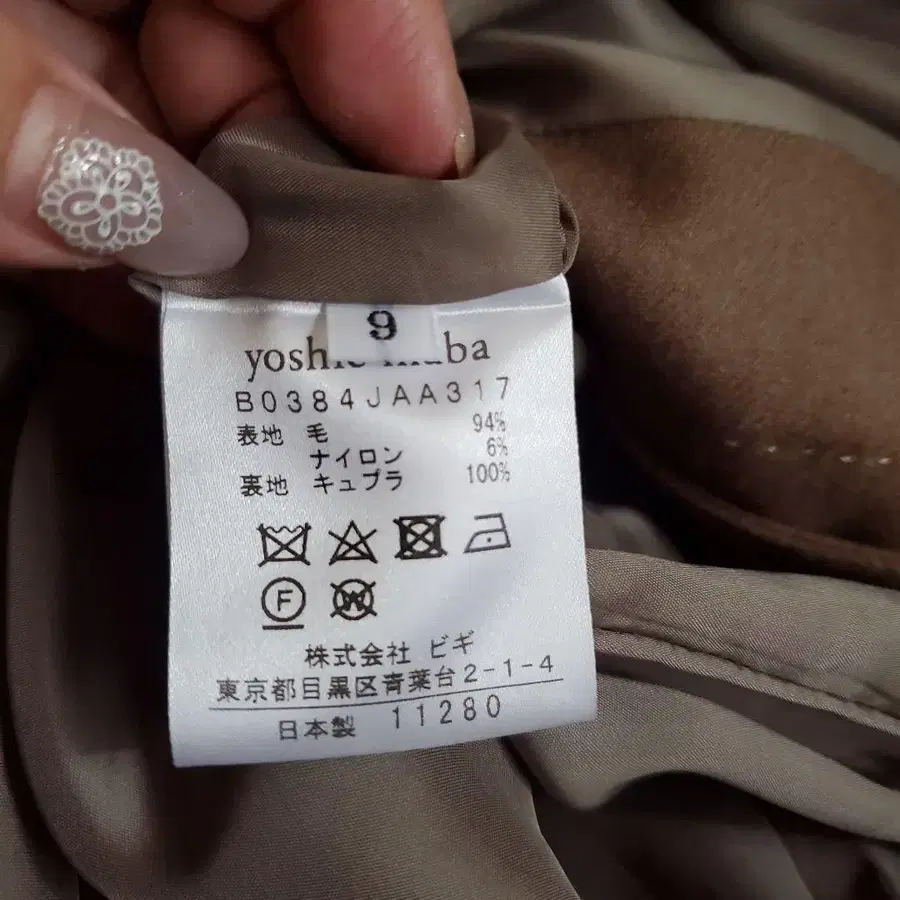 9
yoshie inaba
B0384JAA317
表地 毛 94%
ナイロン 6%
裏地 キュプラ 100%
F
W
株式会社 ビギ
東京都目黒区青葉台2-1-4
日本製 11280